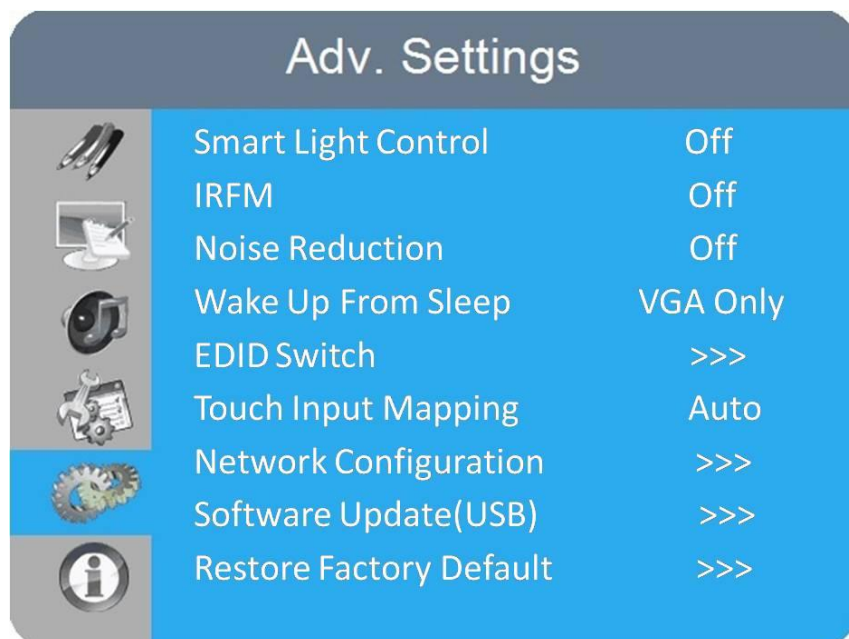 Adv. Settings
Smart Light Control Off
IRFM Off
Noise Reduction Off
Wake Up From Sleep VGA Only
EDID Switch >>>
Touch Input Mapping Auto
Network Configuration >>>
Software Update(USB) >>>
Restore Factory Default >>>